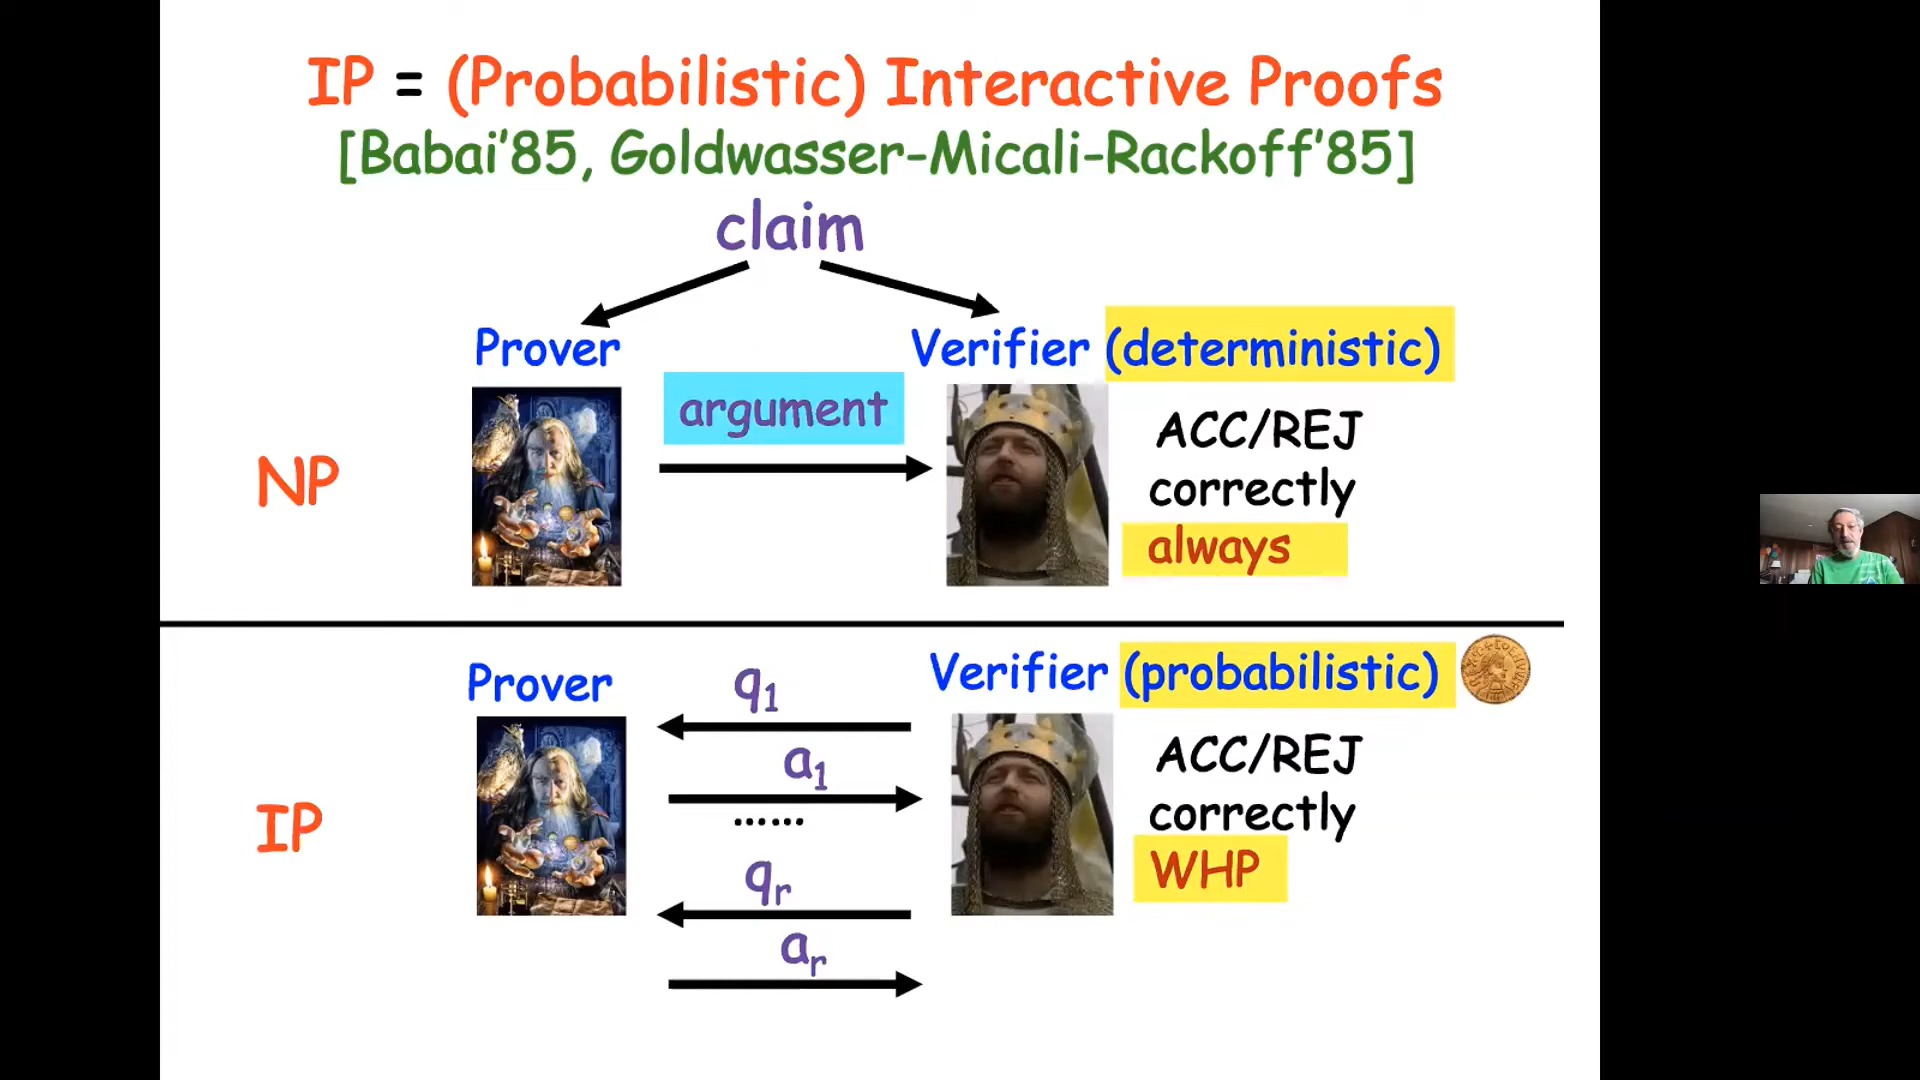 IP = (Probabilistic) Interactive Proofs
[Babai'85, Goldwasser-Micali-Rackoff'85]
claim
Prover
Verifier (deterministic)
argument
ACC/REJ
correctly
always
NP
Prover
Verifier (probabilistic)
q1
a1
......
qr
ar
ACC/REJ
correctly
WHP
IP